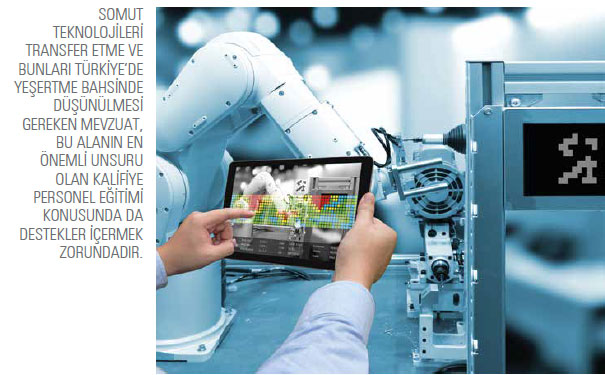 SOMUT
TEKNOLOJİLERİ
TRANSFER ETME VE
BUNLARI TÜRKİYE'DE
YEŞERTME BAHSİNDE
DÜŞÜNÜLMESİ
GEREKEN MEVZUAT,
BU ALANIN EN
ÖNEMLİ UNSURU
OLAN KALİFİYE
PERSONEL EĞİTİMİ
KONUSUNDA DA
DESTEKLER İÇERMEK
ZORUNDADIR.